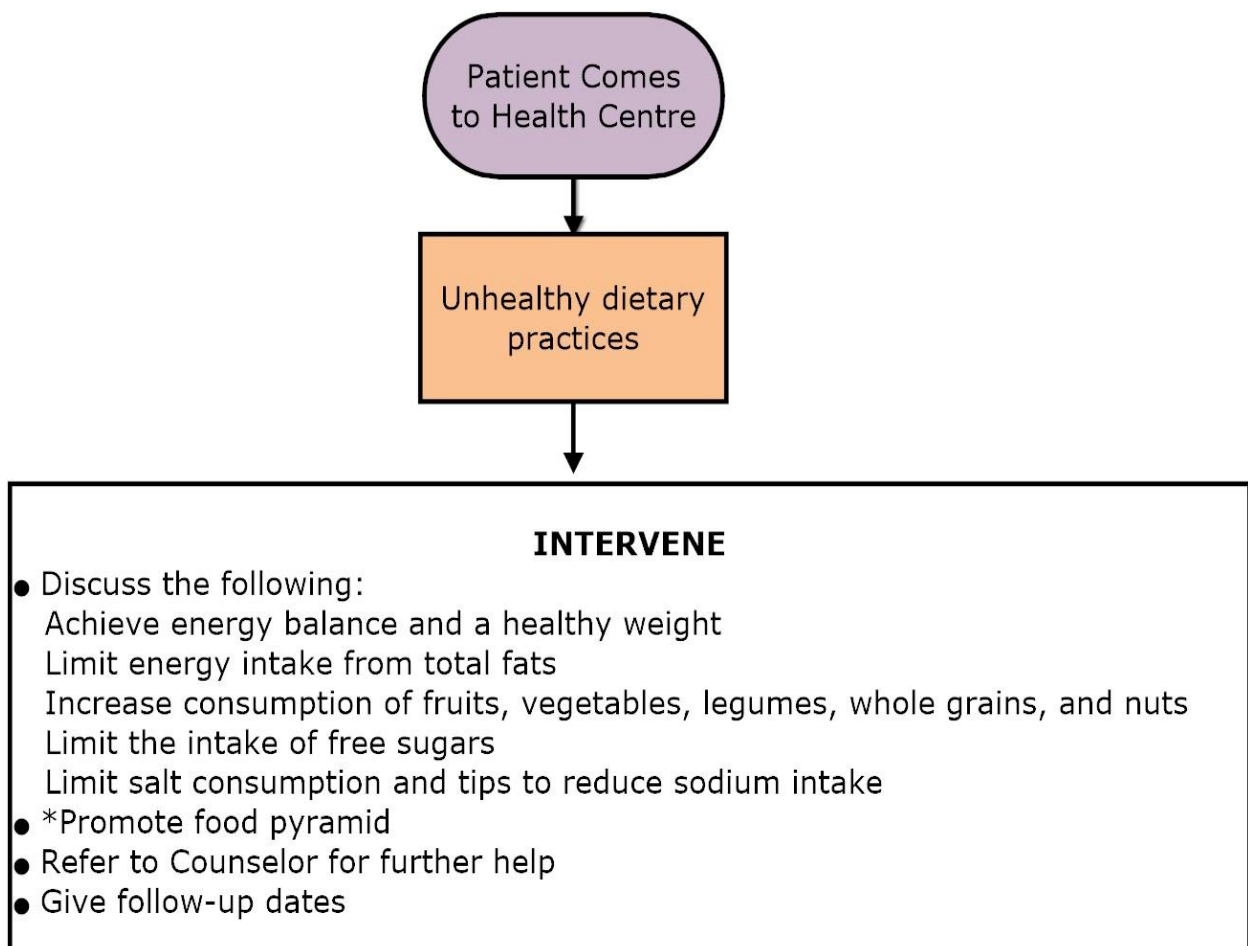 Patient Comes
to Health Centre
Unhealthy dietary
practices
INTERVENE
● Discuss the following:
Achieve energy balance and a healthy weight
Limit energy intake from total fats
Increase consumption of fruits, vegetables, legumes, whole grains, and nuts
Limit the intake of free sugars
Limit salt consumption and tips to reduce sodium intake
● *Promote food pyramid
● Refer to Counselor for further help
● Give follow-up dates